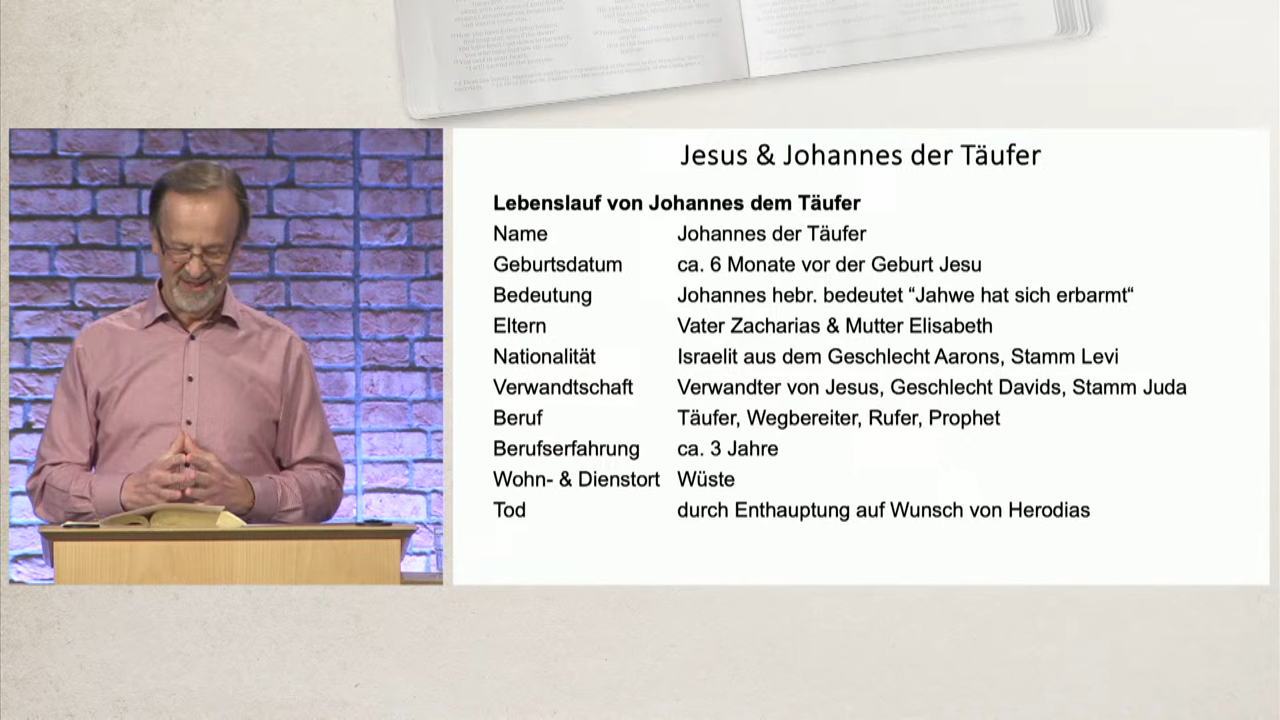 Jesus & Johannes der Täufer
Lebenslauf von Johannes dem Täufer
Name Johannes der Täufer
Geburtsdatum ca. 6 Monate vor der Geburt Jesu
Bedeutung Johannes hebr. bedeutet “Jahwe hat sich erbarmt“
Eltern Vater Zacharias & Mutter Elisabeth
Nationalität Israelit aus dem Geschlecht Aarons, Stamm Levi
Verwandtschaft Verwandter von Jesus, Geschlecht Davids, Stamm Juda
Beruf Täufer, Wegbereiter, Rufer, Prophet
Berufserfahrung ca. 3 Jahre
Wohn- & Dienstort Wüste
Tod durch Enthauptung auf Wunsch von Herodias